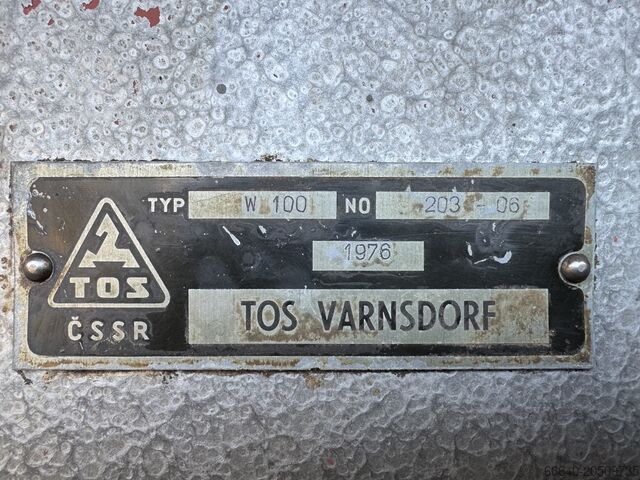 TYP W 100 NO 203 - 06
1976
TOS
ČSSR
TOS VARNSDORF